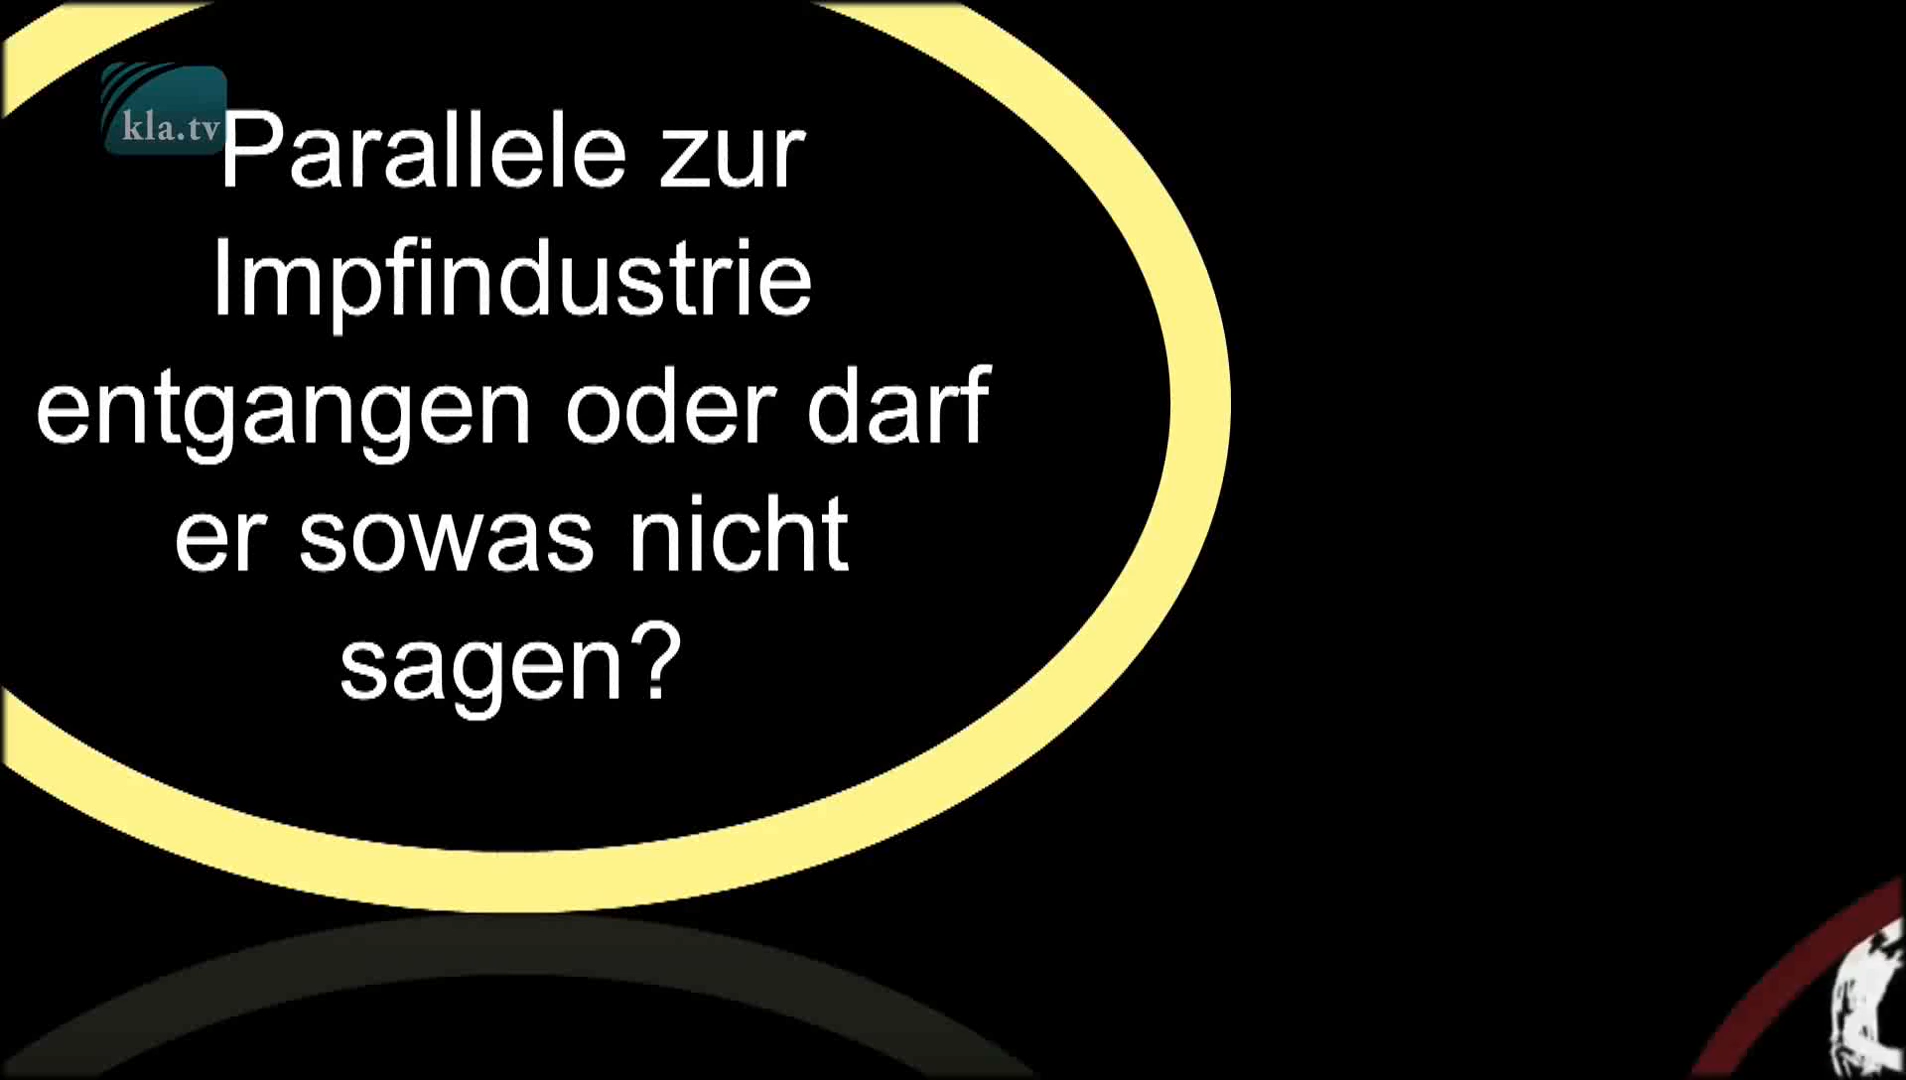 kla.tv
Parallele zur
Impfindustrie
entgangen oder darf
er sowas nicht
sagen?